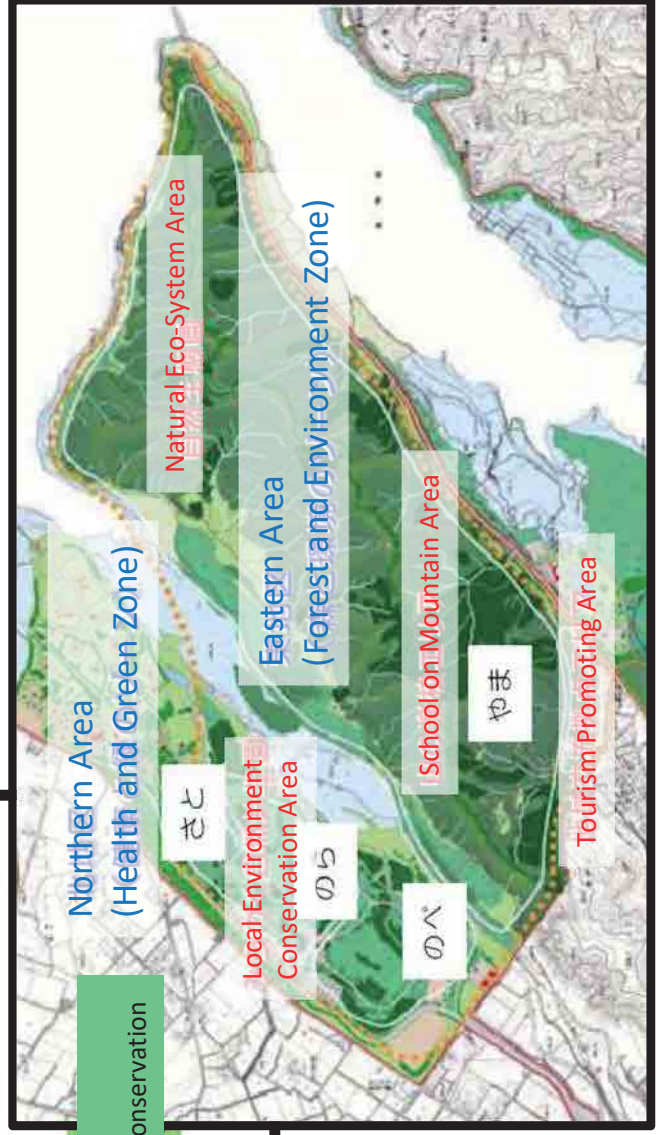 Northern Area
(Health and Green Zone)
onservation
さと
Local Environment
Conservation Area
のら
のべ
Natural Eco-System Area
Eastern Area
(Forest and Environment Zone)
School on Mountain Area
やま
Tourism Promoting Area